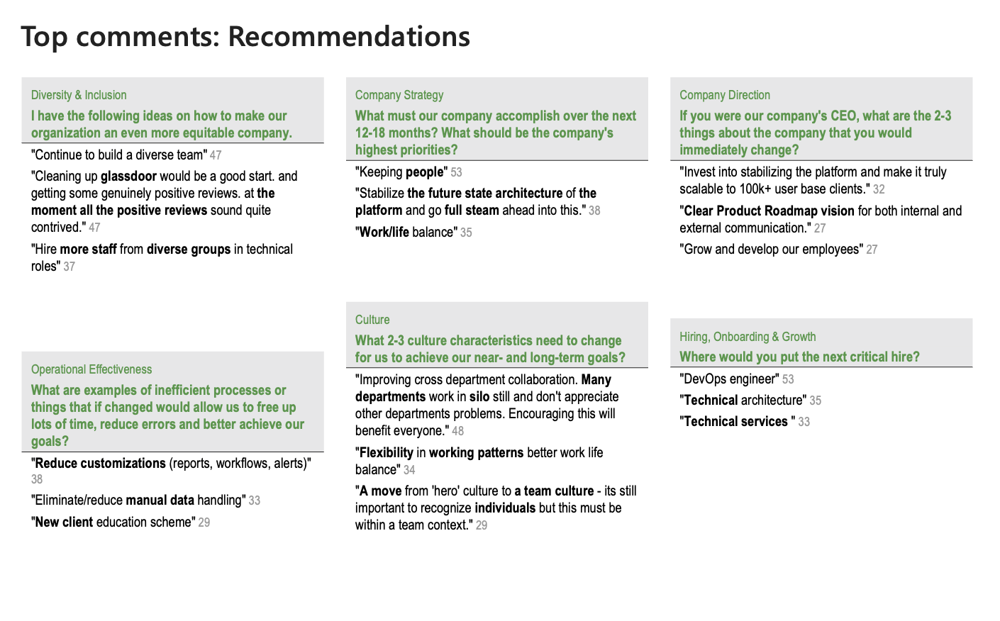 Top comments: Recommendations
Diversity & Inclusion
I have the following ideas on how to make our
organization an even more equitable company.
"Continue to build a diverse team" 47
"Cleaning up glassdoor would be a good start. and
getting some genuinely positive reviews. at the
moment all the positive reviews sound quite
contrived." 47
"Hire more staff from diverse groups in technical
roles" 37
Company Strategy
What must our company accomplish over the next
12-18 months? What should be the company's
highest priorities?
"Keeping people" 53
"Stabilize the future state architecture of the
platform and go full steam ahead into this." 38
"Work/life balance" 35
Company Direction
If you were our company's CEO, what are the 2-3
things about the company that you would
immediately change?
"Invest into stabilizing the platform and make it truly
scalable to 100k+ user base clients." 32
"Clear Product Roadmap vision for both internal and
external communication." 27
"Grow and develop our employees" 27
Operational Effectiveness
What are examples of inefficient processes or
things that if changed would allow us to free up
lots of time, reduce errors and better achieve our
goals?
"Reduce customizations (reports, workflows, alerts)"
38
"Eliminate/reduce manual data handling" 33
"New client education scheme" 29
Culture
What 2-3 culture characteristics need to change
for us to achieve our near- and long-term goals?
"Improving cross department collaboration. Many
departments work in silo still and don't appreciate
other departments problems. Encouraging this will
benefit everyone." 48
"Flexibility in working patterns better work life
balance" 34
"A move from 'hero' culture to a team culture - its still
important to recognize individuals but this must be
within a team context." 29
Hiring, Onboarding & Growth
Where would you put the next critical hire?
"DevOps engineer" 53
"Technical architecture" 35
"Technical services " 33